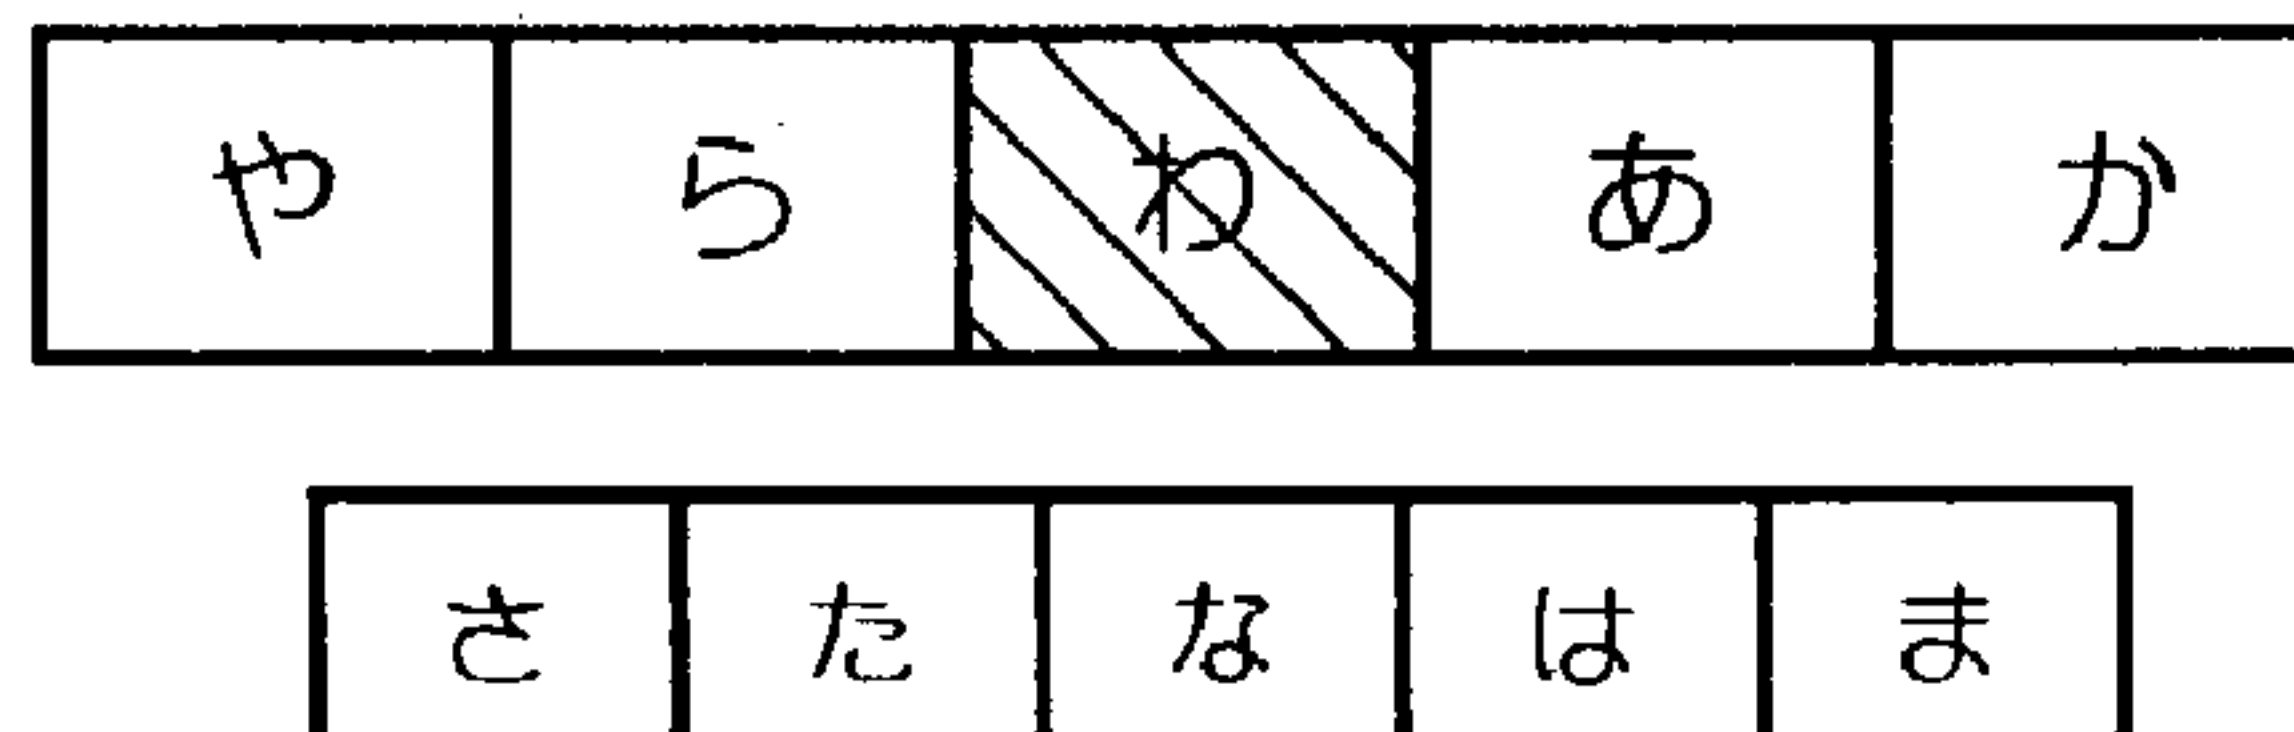 や ら わ あ か
さ た な は ま